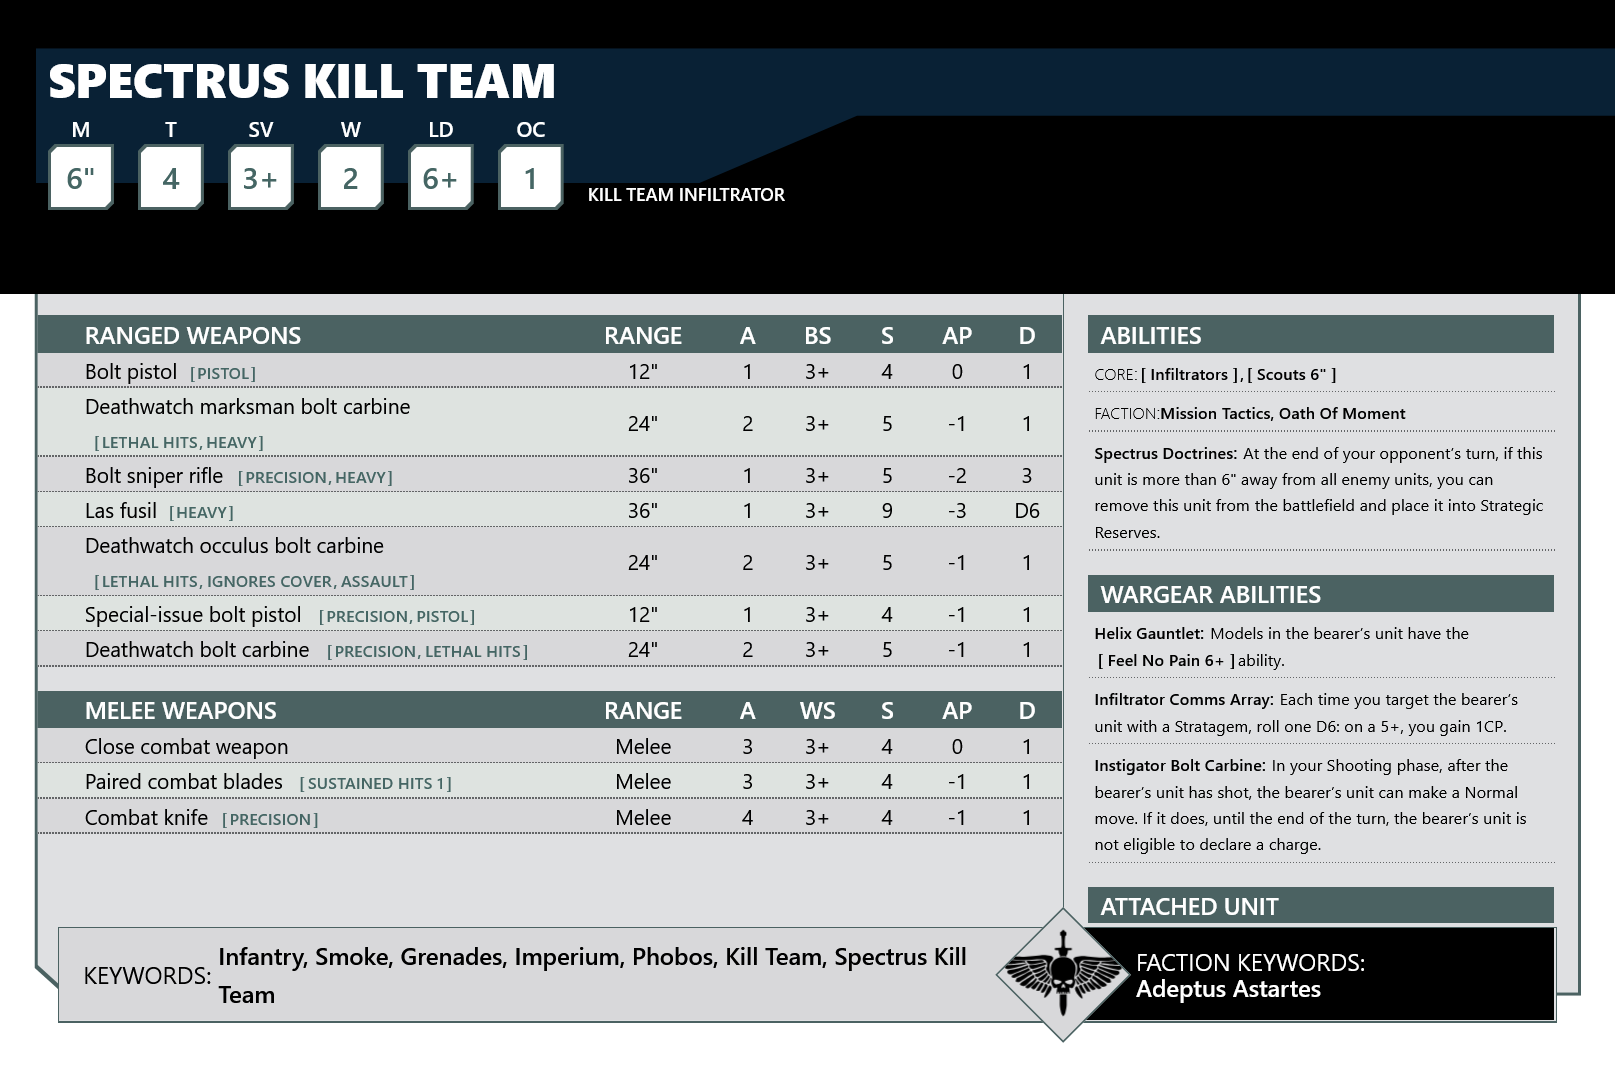 SPECTRUS KILL TEAM
M T SV W LD OC
6" 4 3+ 2 6+ 1
KILL TEAM INFILTRATOR
RANGED WEAPONS RANGE A BS S AP D
Bolt pistol [PISTOL] 12" 1 3+ 4 0 1
Deathwatch marksman bolt carbine
[LETHAL HITS, HEAVY] 24" 2 3+ 5 -1 1
Bolt sniper rifle [PRECISION, HEAVY] 36" 1 3+ 5 -2 3
Las fusil [HEAVY] 36" 1 3+ 9 -3 D6
Deathwatch occulus bolt carbine
[LETHAL HITS, IGNORES COVER, ASSAULT] 24" 2 3+ 5 -1 1
Special-issue bolt pistol [PRECISION, PISTOL] 12" 1 3+ 4 -1 1
Deathwatch bolt carbine [PRECISION, LETHAL HITS] 24" 2 3+ 5 -1 1
MELEE WEAPONS RANGE A WS S AP D
Close combat weapon Melee 3 3+ 4 0 1
Paired combat blades [SUSTAINED HITS 1] Melee 3 3+ 4 -1 1
Combat knife [PRECISION] Melee 4 3+ 4 -1 1
ABILITIES
CORE: [ Infiltrators ], [ Scouts 6" ]
FACTION:Mission Tactics, Oath Of Moment
Spectrus Doctrines: At the end of your opponent's turn, if this
unit is more than 6" away from all enemy units, you can
remove this unit from the battlefield and place it into Strategic
Reserves.
WARGEAR ABILITIES
Helix Gauntlet: Models in the bearer's unit have the
[ Feel No Pain 6+ ] ability.
Infiltrator Comms Array: Each time you target the bearer's
unit with a Stratagem, roll one D6: on a 5+, you gain 1CP.
Instigator Bolt Carbine: In your Shooting phase, after the
bearer's unit has shot, the bearer's unit can make a Normal
move. If it does, until the end of the turn, the bearer's unit is
not eligible to declare a charge.
ATTACHED UNIT
KEYWORDS: Infantry, Smoke, Grenades, Imperium, Phobos, Kill Team, Spectrus Kill
Team
FACTION KEYWORDS:
Adeptus Astartes